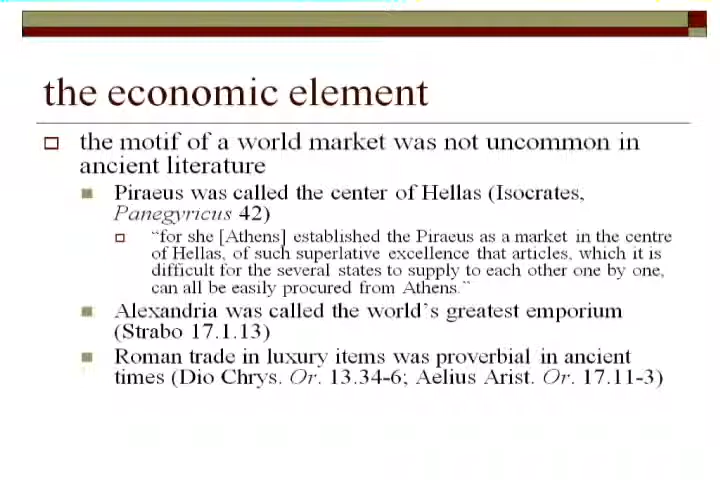 the economic element
the motif of a world market was not uncommon in
ancient literature
Piraeus was called the center of Hellas (Isocrates,
Panegyricus 42)
“for she [Athens] established the Piraeus as a market in the centre
of Hellas, of such superlative excellence that articles, which it is
difficult for the several states to supply to each other one by one,
can all be easily procured from Athens.”
Alexandria was called the world’s greatest emporium
(Strabo 17.1.13)
Roman trade in luxury items was proverbial in ancient
times (Dio Chrys. Or. 13.34-6; Aelius Arist. Or. 17.11-3)